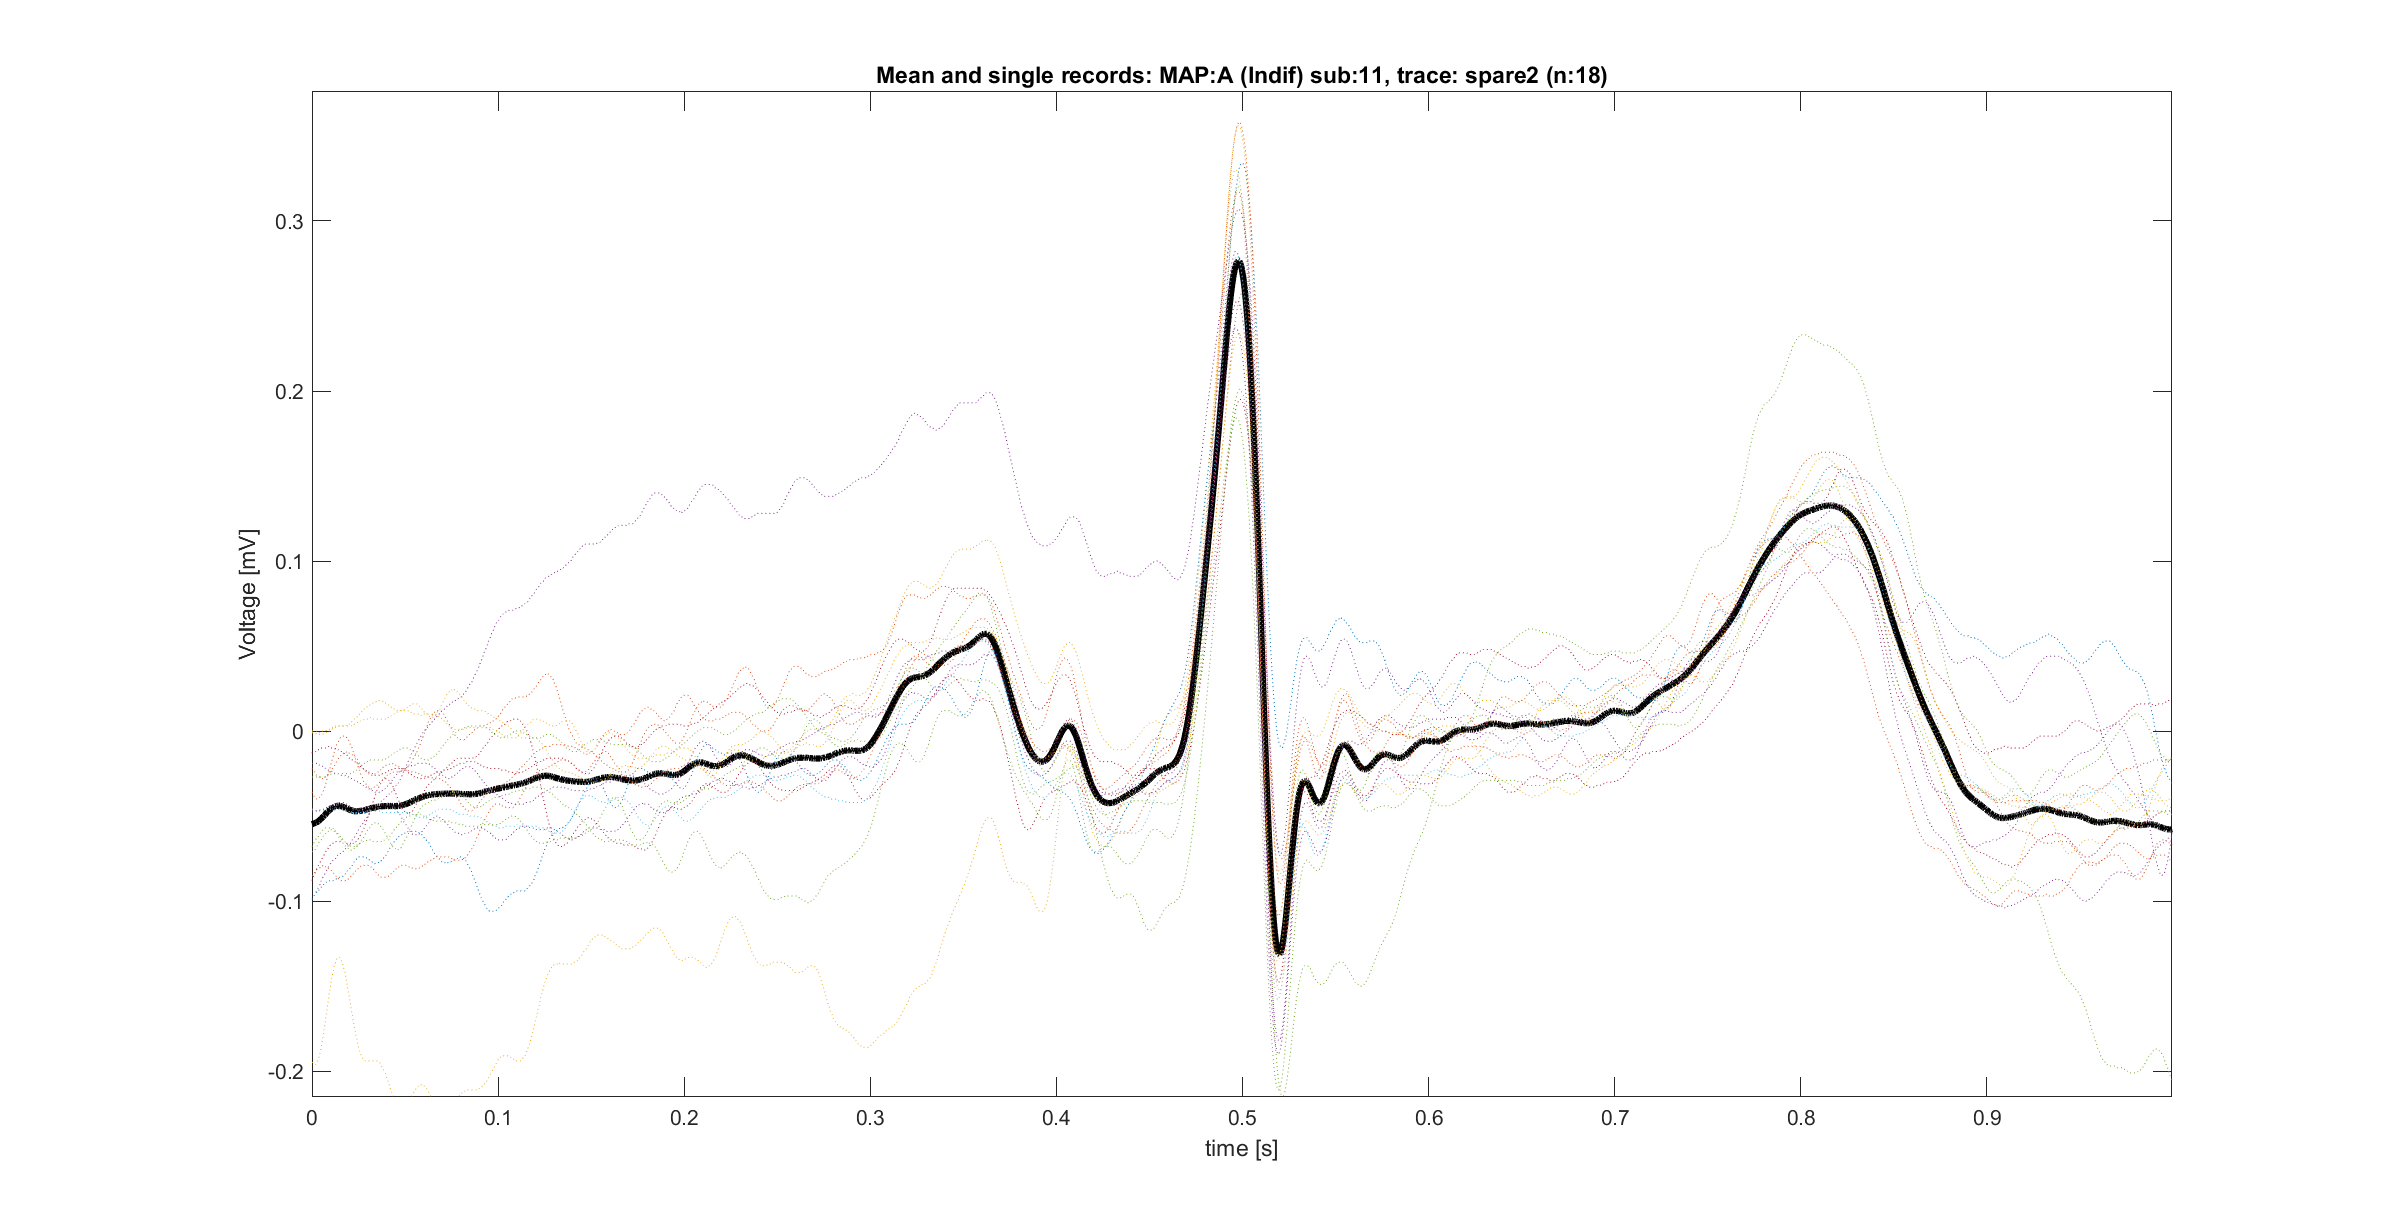 Mean and single records: MAP:A (Indif) sub:11, trace: spare2 (n:18)
0.3
0.2
0.1
0
-0.1
-0.2
Voltage [mV]
0 0.1 0.2 0.3 0.4 0.5 0.6 0.7 0.8 0.9
time [s]